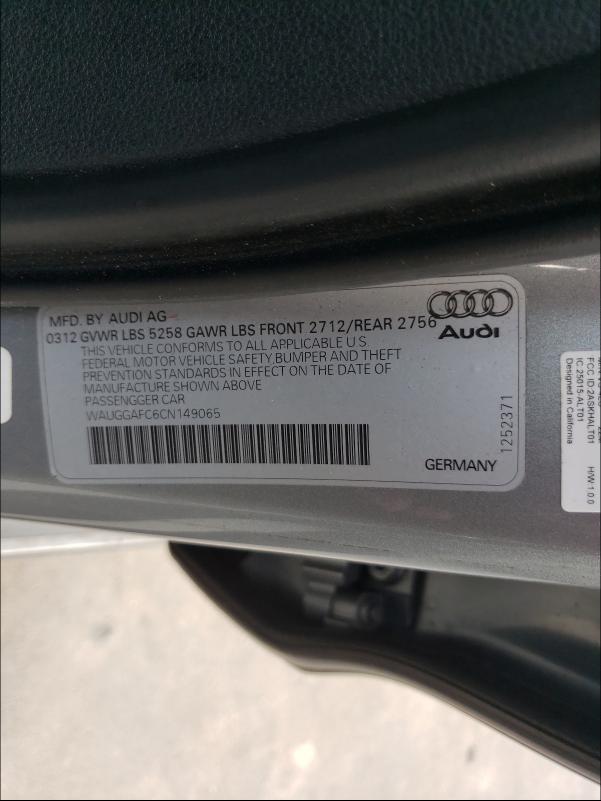 MFD. BY AUDI AG
0312 GVWR LBS 5258 GAWR LBS FRONT 2712/REAR 2756
THIS VEHICLE CONFORMS TO ALL APPLICABLE U.S.
FEDERAL MOTOR VEHICLE SAFETY,BUMPER AND THEFT
PREVENTION STANDARDS IN EFFECT ON THE DATE OF
MANUFACTURE SHOWN ABOVE
PASSENGGER CAR
WAUGGAFC6CN149065
GERMANY
Audi
1252371
FCC ID:2ASKHALT01
IC:25015-ALT01
Designed in California
H/W:1.0.0